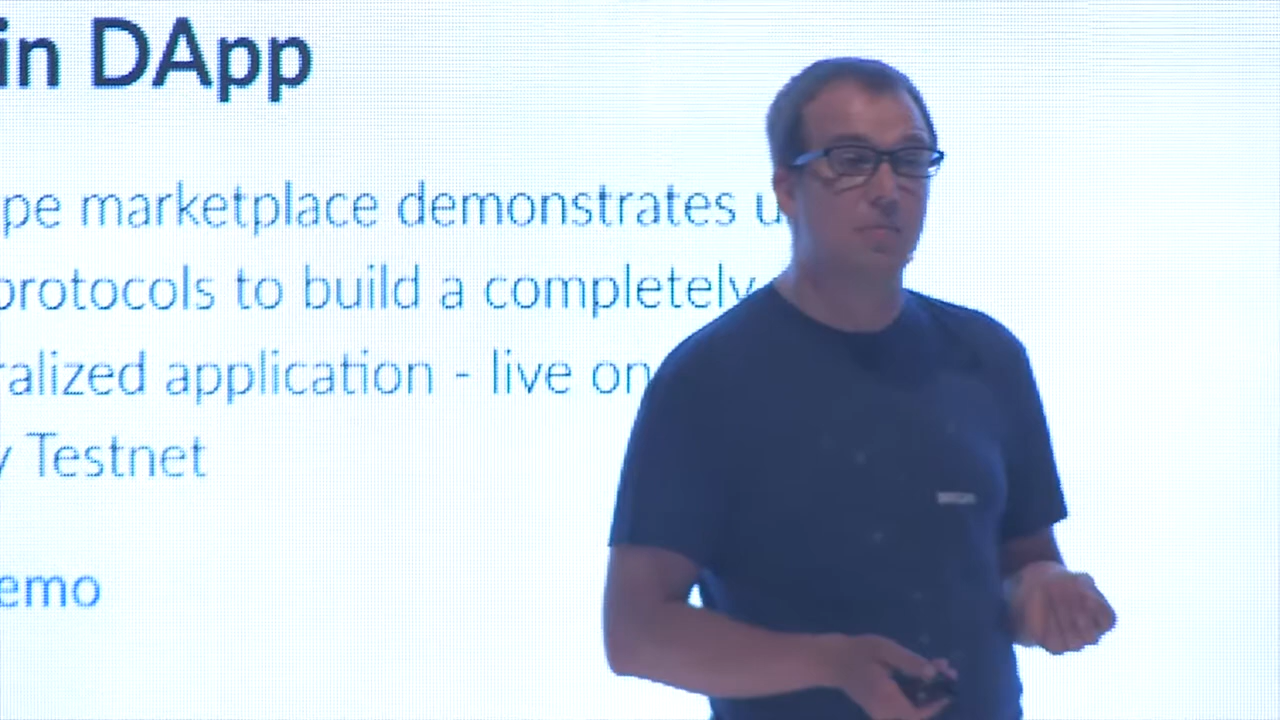 in DApp
pe marketplace demonstrates u
protocols to build a completely
ralized application - live on
y Testnet
emo